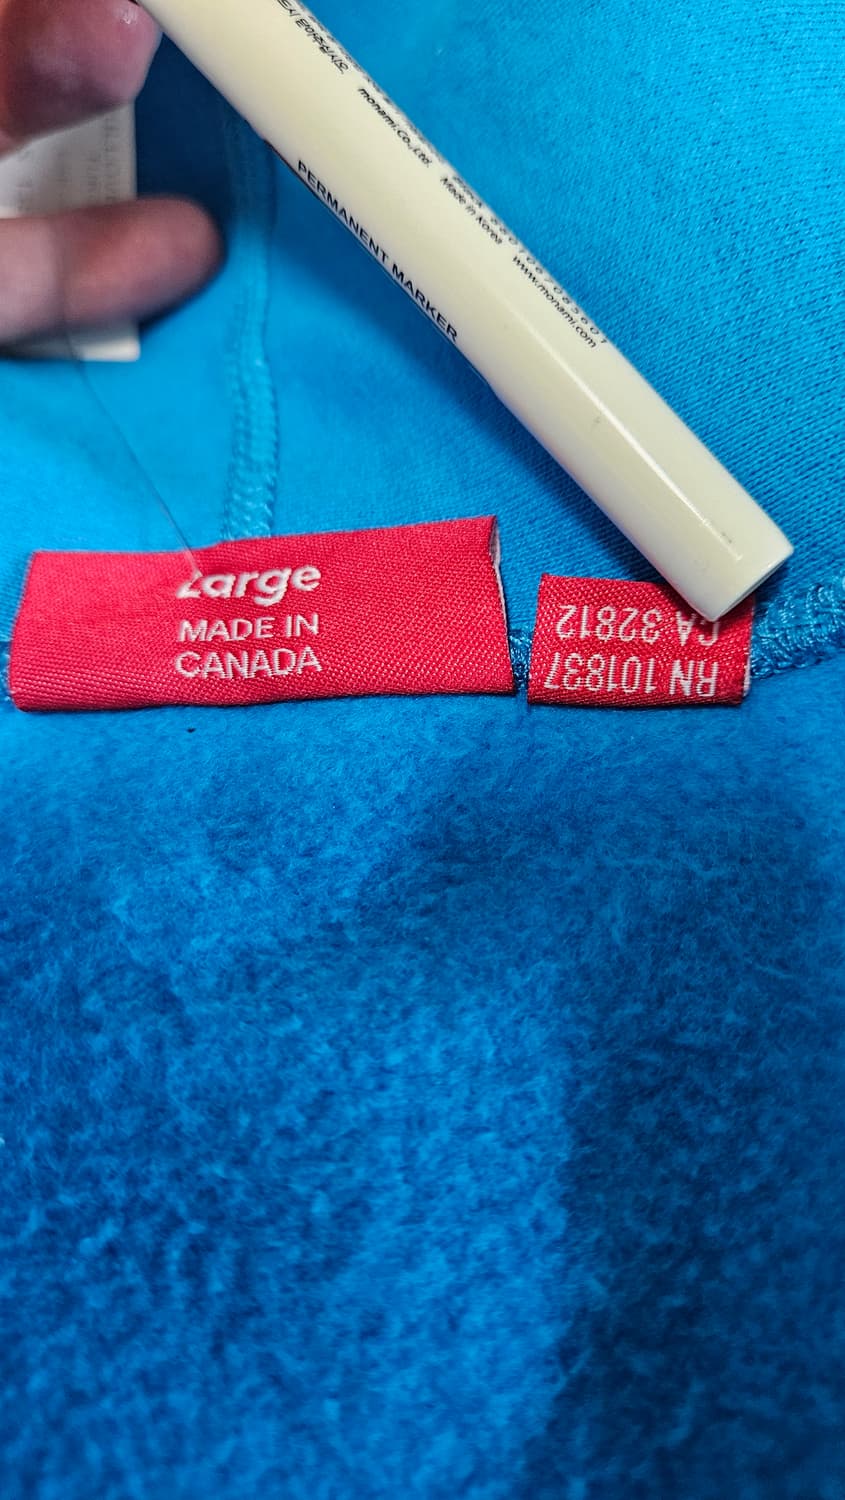 monami.Co.,Ltd. Made in Korea www.monami.com
PERMANENT MARKER
Large
MADE IN
CANADA
RN 101837
CA 32812